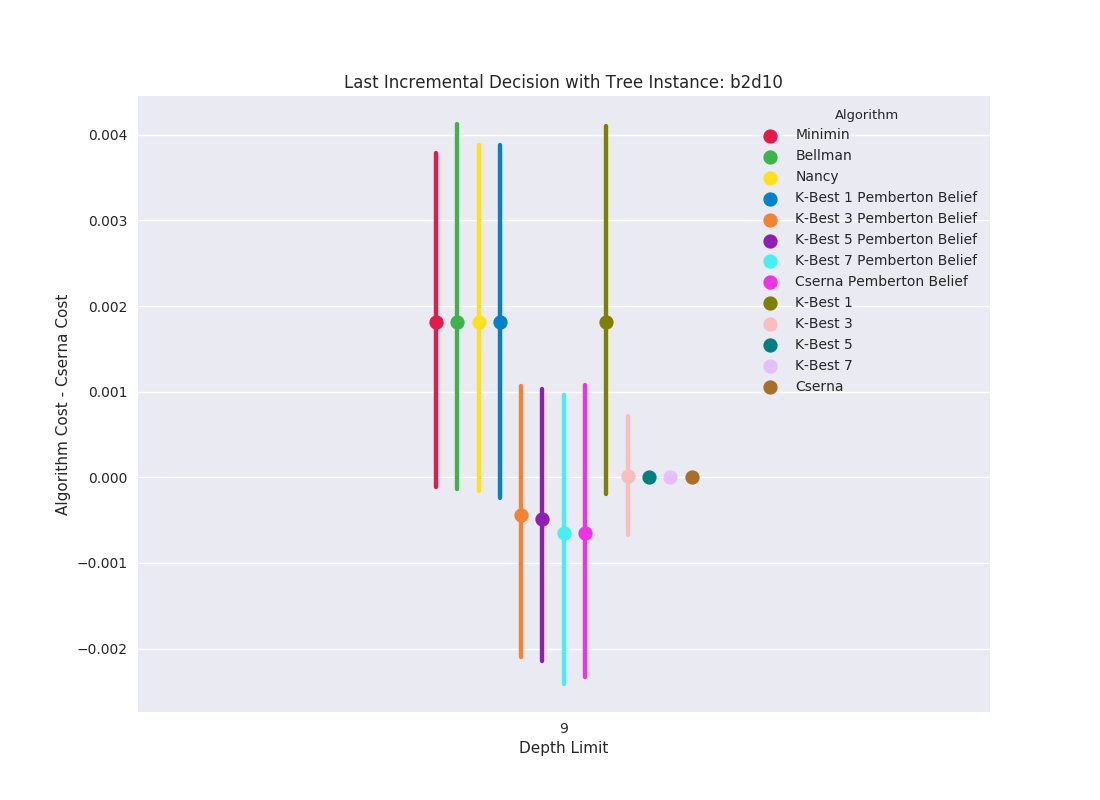 Last Incremental Decision with Tree Instance: b2d10
Algorithm
Minimin
Bellman
Nancy
K-Best 1 Pemberton Belief
K-Best 3 Pemberton Belief
K-Best 5 Pemberton Belief
K-Best 7 Pemberton Belief
Cserna Pemberton Belief
K-Best 1
K-Best 3
K-Best 5
K-Best 7
Cserna
0.004
0.003
0.002
0.001
0.000
−0.001
−0.002
Algorithm Cost - Cserna Cost
9
Depth Limit